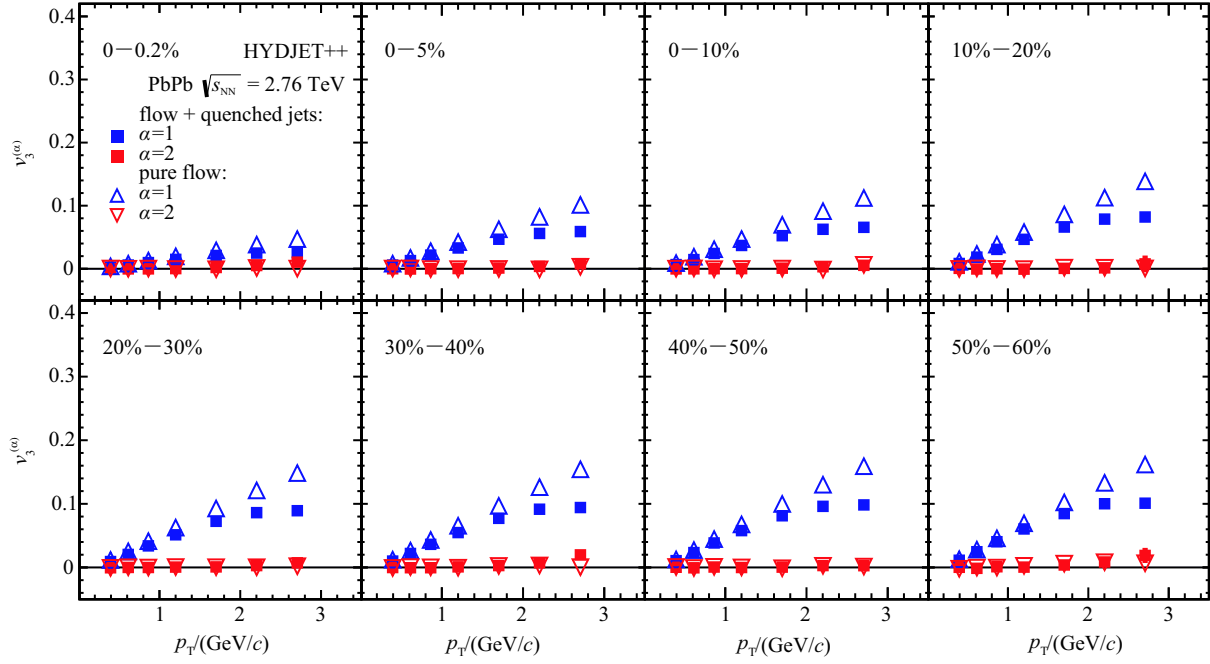 0.4
0.3
0.2
0.1
0
v₃^(α)
0－0.2% HYDJET++
PbPb √s_NN = 2.76 TeV
flow + quenched jets:
α=1
α=2
pure flow:
α=1
α=2
0－5%
0－10%
10%－20%
0.4
0.3
0.2
0.1
0
v₃^(α)
20%－30%
30%－40%
40%－50%
50%－60%
1 2 3
1 2 3
1 2 3
1 2 3
p_T/(GeV/c)
p_T/(GeV/c)
p_T/(GeV/c)
p_T/(GeV/c)